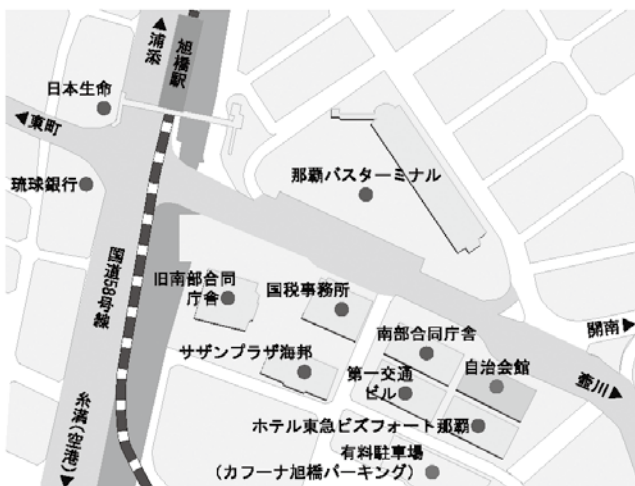 ▲浦添
旭橋駅
日本生命
◀東町
那覇バスターミナル
琉球銀行
国道58号線
旧南部合同
庁舎
国税事務所
開南▶
南部合同庁舎
サザンプラザ海邦
自治会館
第一交通
ビル
壷川▶
糸満(空港)▼
ホテル東急ビズフォート那覇
有料駐車場
(カフーナ旭橋パーキング)